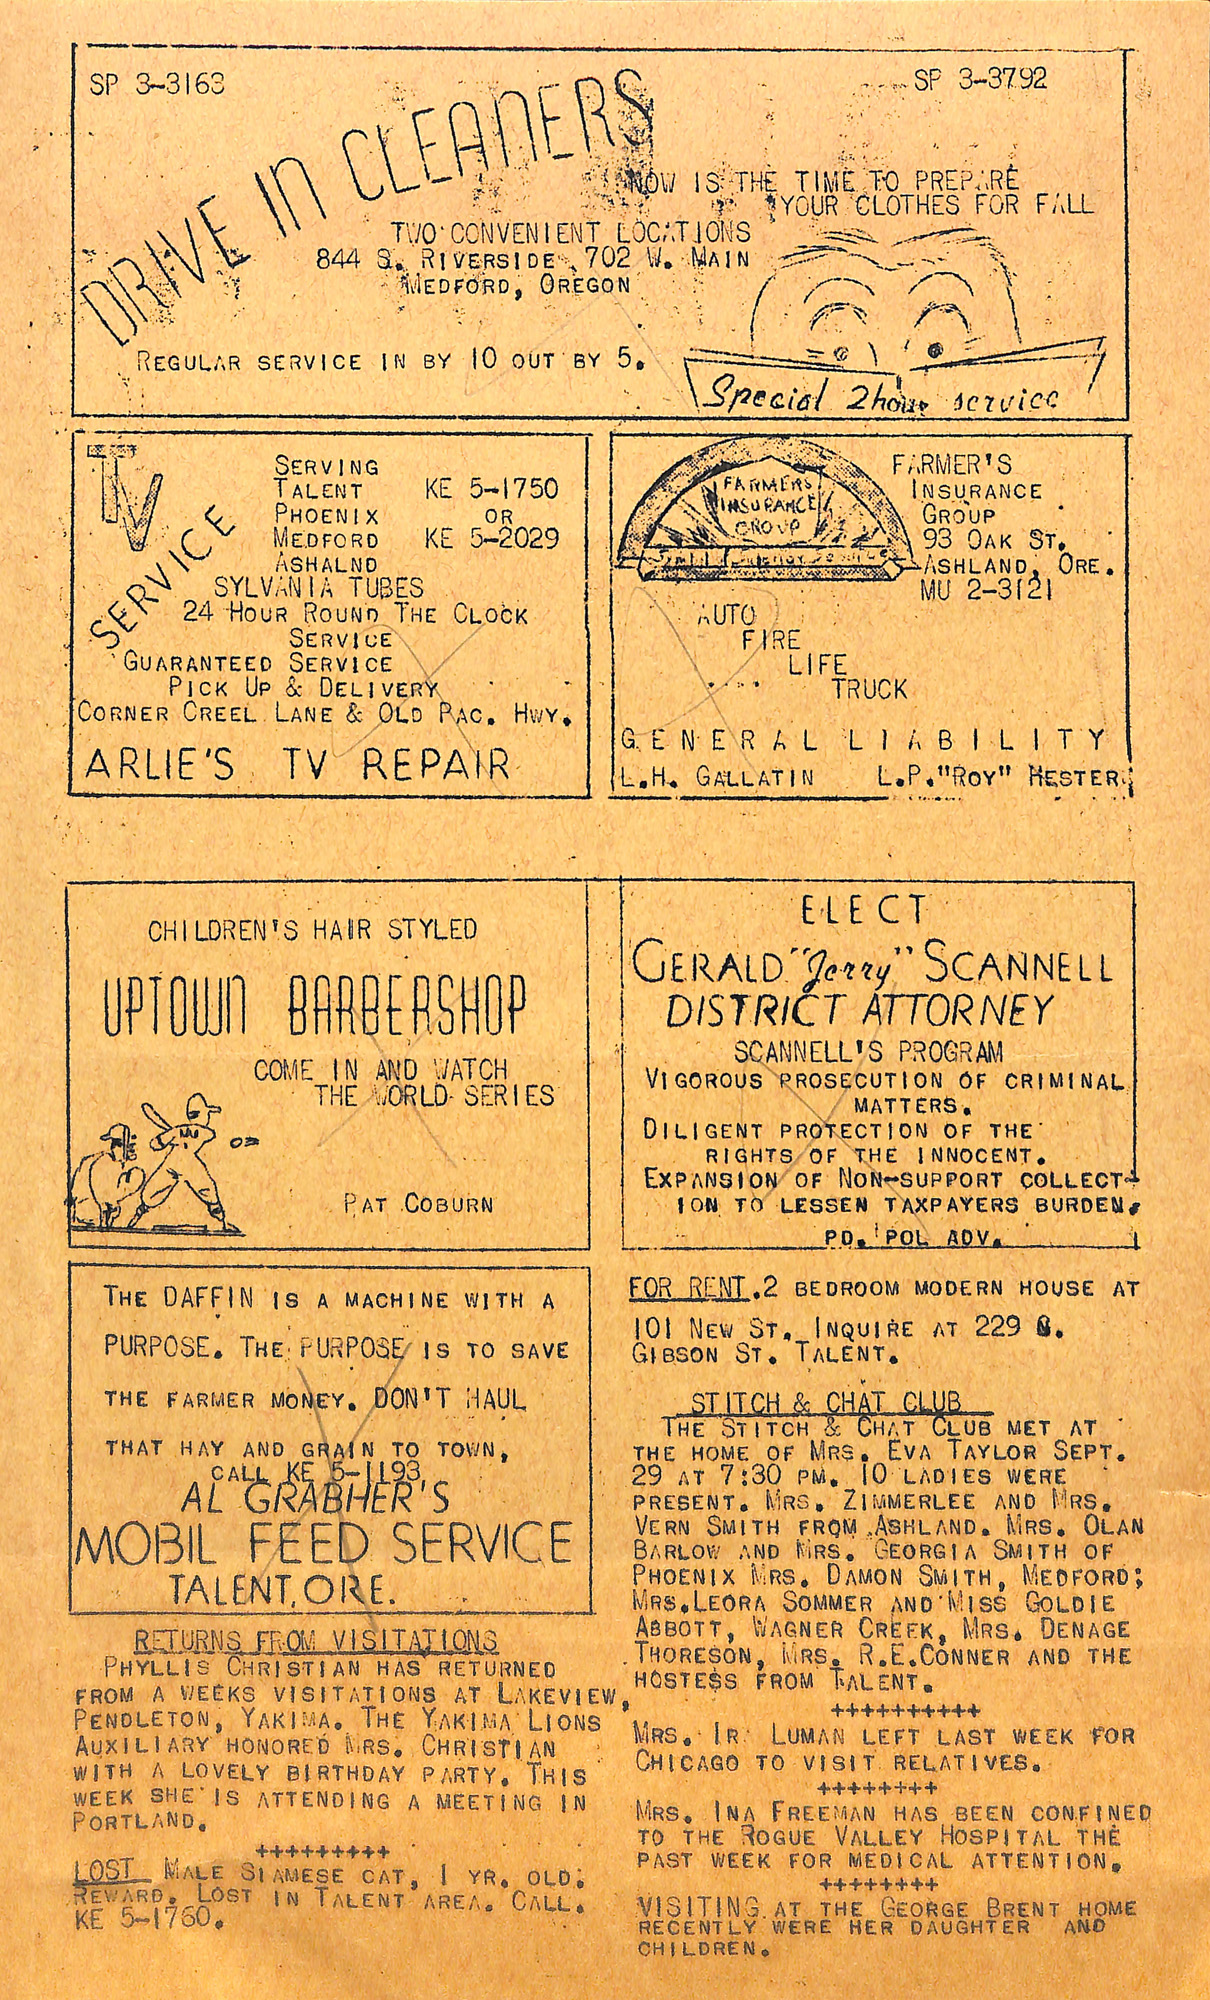 SP 3-3163
SP 3-3792
DRIVE IN CLEANERS
NOW IS THE TIME TO PREPARE
YOUR CLOTHES FOR FALL
TWO CONVENIENT LOCATIONS
844 S. RIVERSIDE 702 W. MAIN
MEDFORD, OREGON
REGULAR SERVICE IN BY 10 OUT BY 5.
Special 2 hour service
TV
SERVICE
SERVING
TALENT KE 5-1750
PHOENIX OR
MEDFORD KE 5-2029
ASHALND
SYLVANIA TUBES
24 HOUR ROUND THE CLOCK
SERVICE
GUARANTEED SERVICE
PICK UP & DELIVERY
CORNER CREEL LANE & OLD PAC. HWY.
ARLIE'S TV REPAIR
FARMERS
INSURANCE
GROUP
FARMER'S
INSURANCE
GROUP
93 OAK ST.
ASHLAND, ORE.
MU 2-3121
AUTO
FIRE
LIFE
.... TRUCK
GENERAL LIABILITY
L.H. GALLATIN L.P."ROY" HESTER
CHILDREN'S HAIR STYLED
UPTOWN BARBERSHOP
COME IN AND WATCH
THE WORLD SERIES
PAT COBURN
ELECT
GERALD "Jerry" SCANNELL
DISTRICT ATTORNEY
SCANNELL'S PROGRAM
VIGOROUS PROSECUTION OF CRIMINAL
MATTERS.
DILIGENT PROTECTION OF THE
RIGHTS OF THE INNOCENT.
EXPANSION OF NON-SUPPORT COLLECT-
ION TO LESSEN TAXPAYERS BURDEN.
PD. POL ADV.
THE DAFFIN IS A MACHINE WITH A
PURPOSE. THE PURPOSE IS TO SAVE
THE FARMER MONEY. DON'T HAUL
THAT HAY AND GRAIN TO TOWN,
CALL KE 5-1193,
AL GRABHER'S
MOBIL FEED SERVICE
TALENT, ORE.
RETURNS FROM VISITATIONS
PHYLLIS CHRISTIAN HAS RETURNED
FROM A WEEKS VISITATIONS AT LAKEVIEW,
PENDLETON, YAKIMA. THE YAKIMA LIONS
AUXILIARY HONORED MRS. CHRISTIAN
WITH A LOVELY BIRTHDAY PARTY. THIS
WEEK SHE IS ATTENDING A MEETING IN
PORTLAND.
+++++++++
LOST MALE SIAMESE CAT, 1 YR. OLD.
REWARD. LOST IN TALENT AREA. CALL.
KE 5-1760.
FOR RENT.2 BEDROOM MODERN HOUSE AT
101 NEW ST. INQUIRE AT 229
GIBSON ST. TALENT.
STITCH & CHAT CLUB
THE STITCH & CHAT CLUB MET AT
THE HOME OF MRS. EVA TAYLOR SEPT.
29 AT 7:30 PM. 10 LADIES WERE
PRESENT. MRS. ZIMMERLEE AND MRS.
VERN SMITH FROM ASHLAND. MRS. OLAN
BARLOW AND MRS. GEORGIA SMITH OF
PHOENIX MRS. DAMON SMITH, MEDFORD;
MRS.LEORA SOMMER AND MISS GOLDIE
ABBOTT, WAGNER CREEK, MRS. DENAGE
THORESON, MRS. R.E.CONNER AND THE
HOSTESS FROM TALENT.
++++++++++
MRS. LUMAN LEFT LAST WEEK FOR
CHICAGO TO VISIT RELATIVES.
++++++++
MRS. INA FREEMAN HAS BEEN CONFINED
TO THE ROGUE VALLEY HOSPITAL THE
PAST WEEK FOR MEDICAL ATTENTION.
++++++++
VISITING AT THE GEORGE BRENT HOME
RECENTLY WERE HER DAUGHTER AND
CHILDREN.